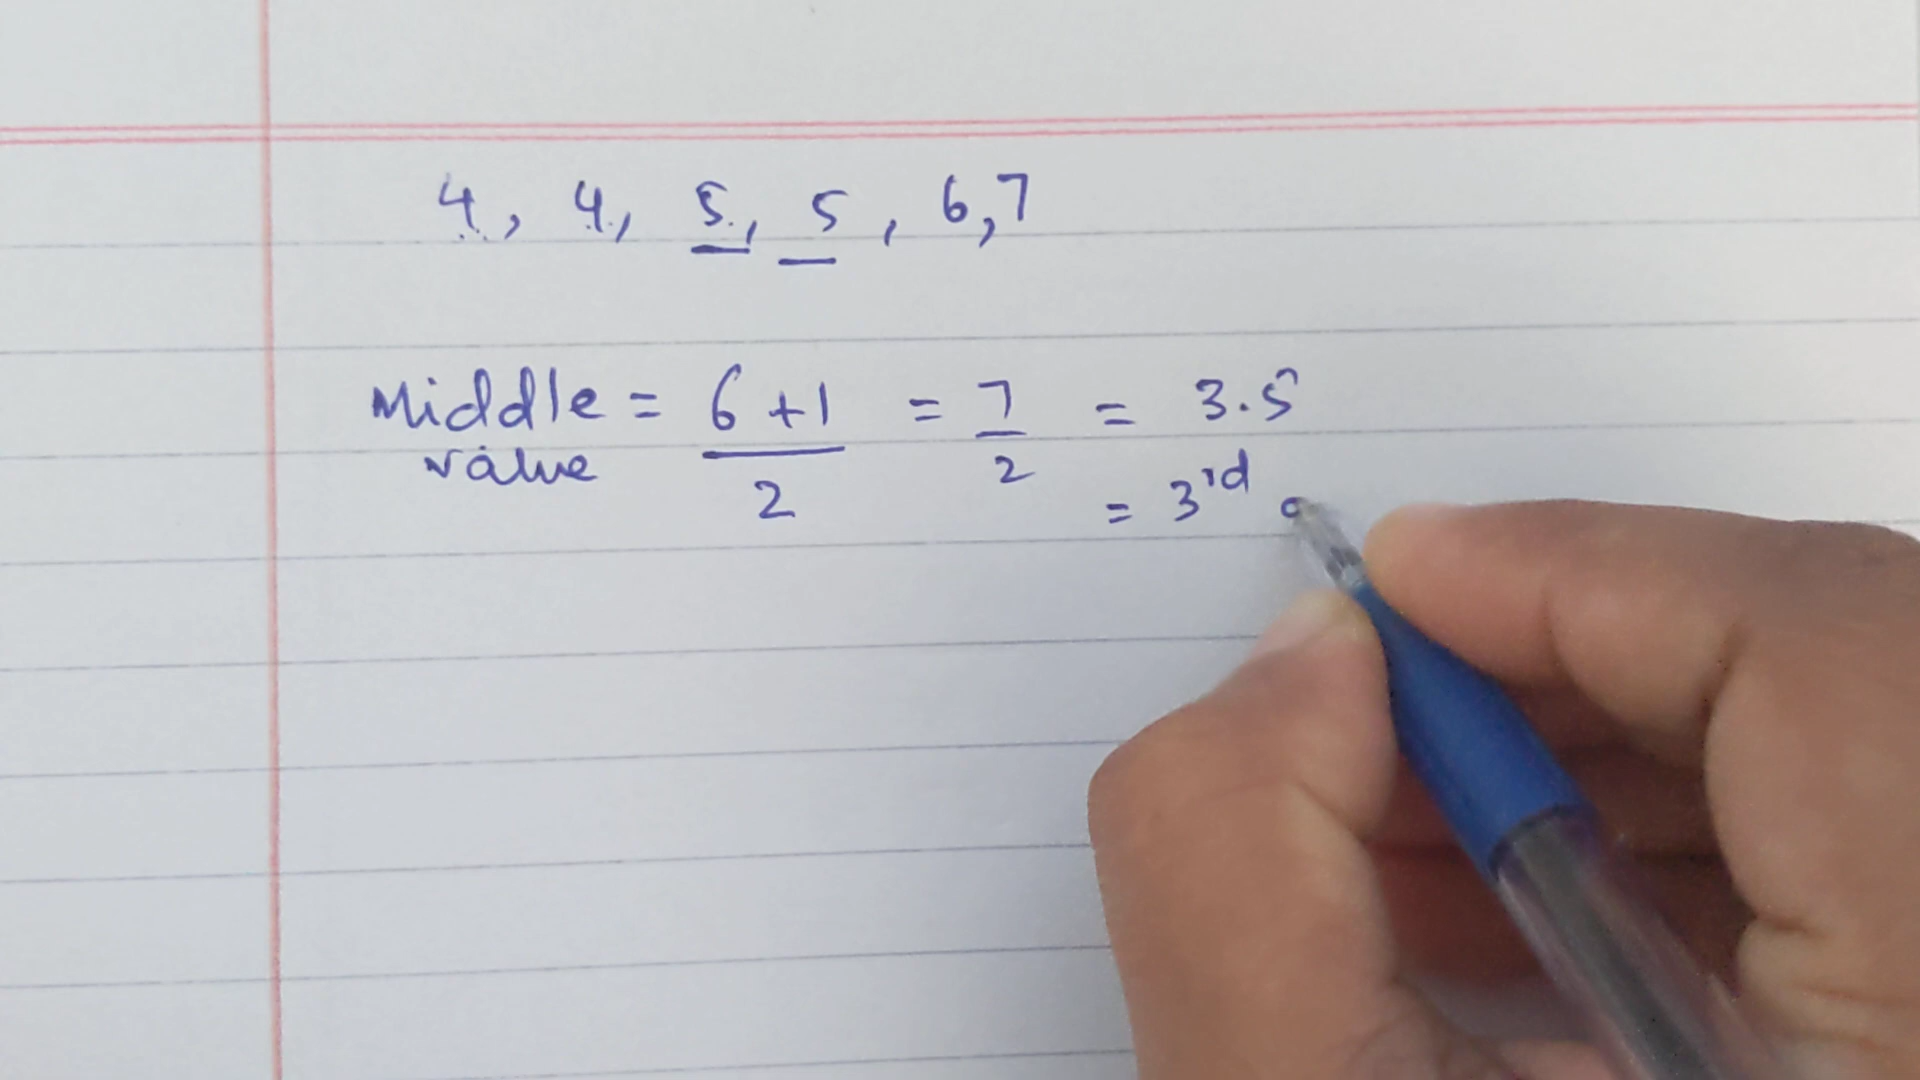 4, 4, 5, 5, 6,7
Middle = 6+1/2 = 7/2 = 3.5
value
= 3rd